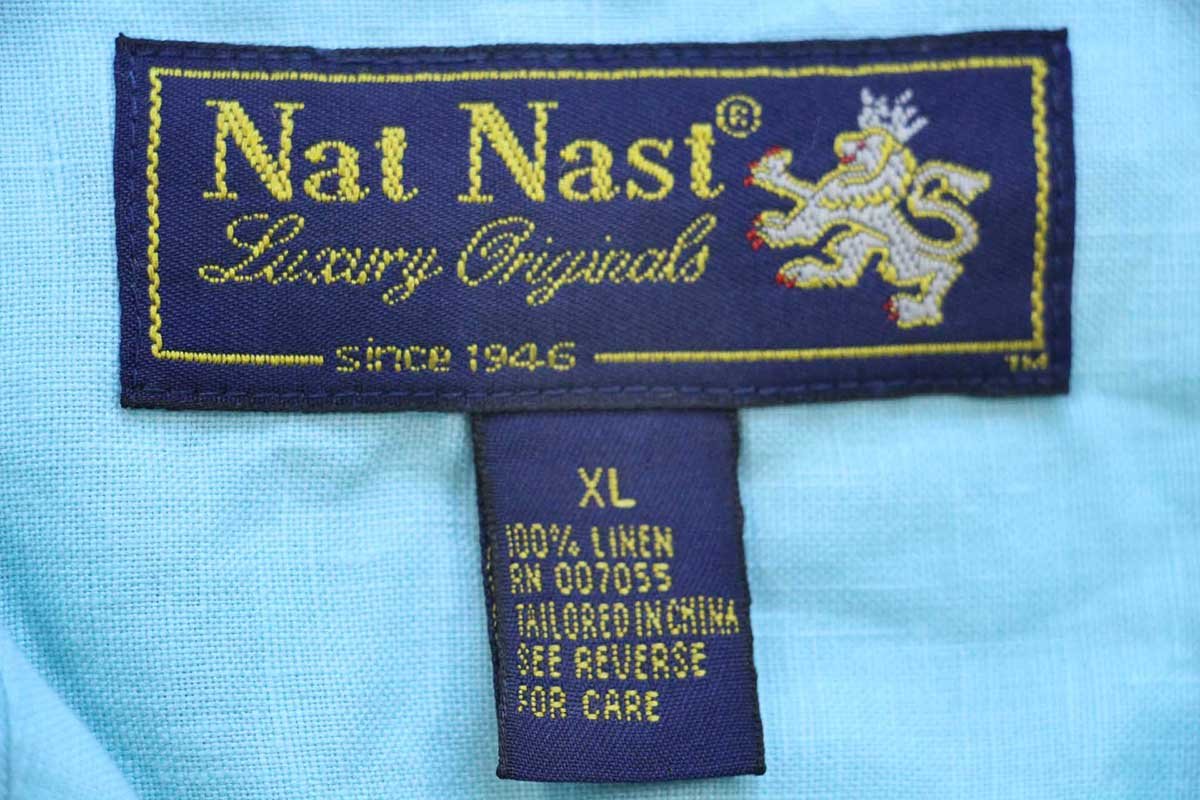 Nat Nast®
Luxury Originals
since 1946
TM
XL
100% LINEN
RN 007055
TAILORED IN CHINA
SEE REVERSE
FOR CARE